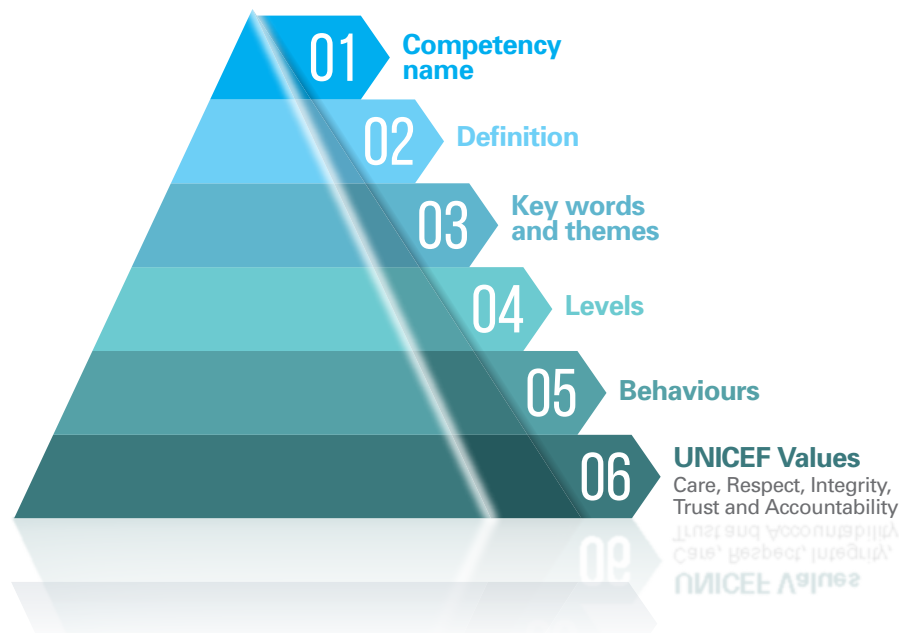 01
Competency
name
02
Definition
03
Key words
and themes
04
Levels
05
Behaviours
06
UNICEF Values
Care, Respect, Integrity,
Trust and Accountability